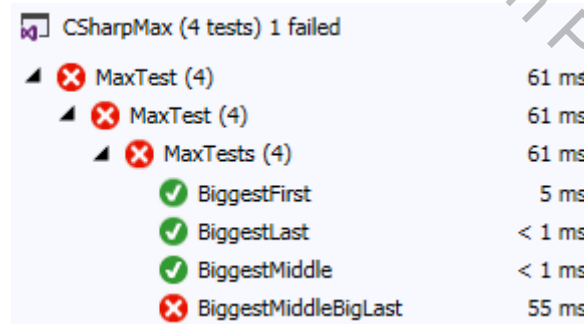 CSharpMax (4 tests) 1 failed
MaxTest (4) 61 ms
MaxTest (4) 61 ms
MaxTests (4) 61 ms
BiggestFirst 5 ms
BiggestLast < 1 ms
BiggestMiddle < 1 ms
BiggestMiddleBigLast 55 ms